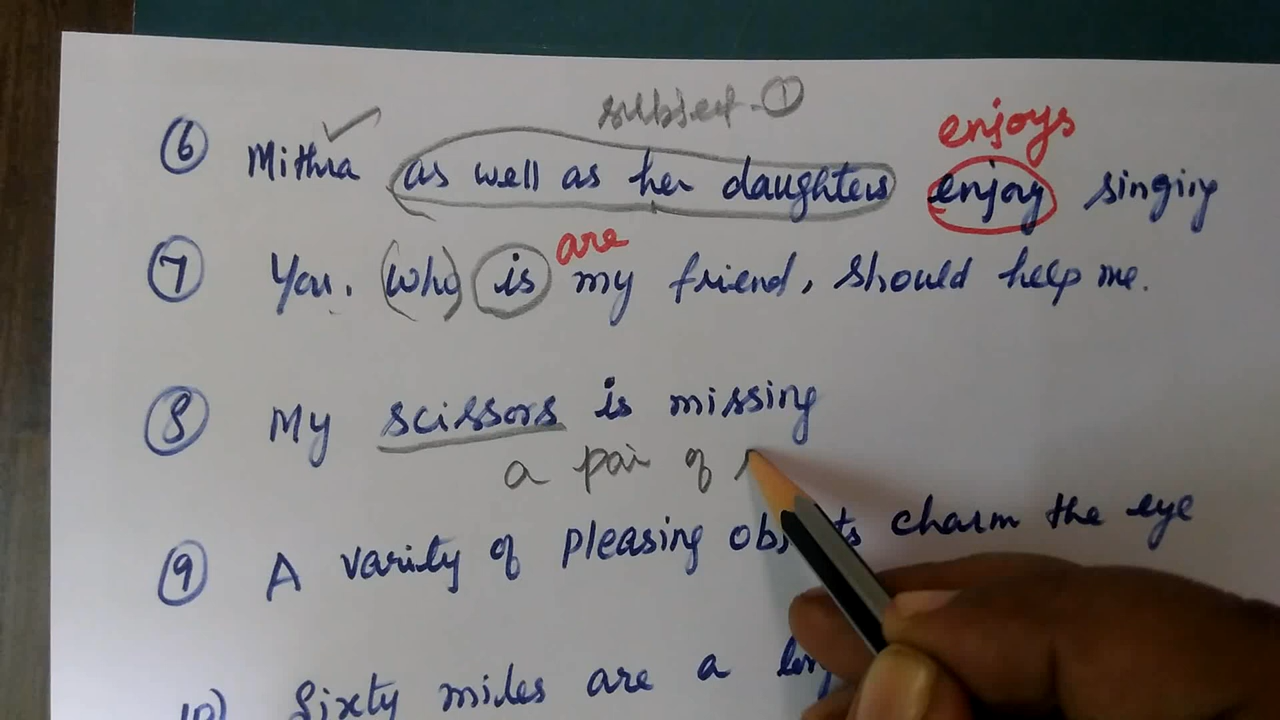 subject - ①
enjoys
⑥ Mithra as well as her daughters enjoy singing
are
⑦ You, (who) is my friend, should help me.
⑧ My scissors is missing
a pair of
⑨ A varity of pleasing objects charm the eye
10) Sixty miles are a